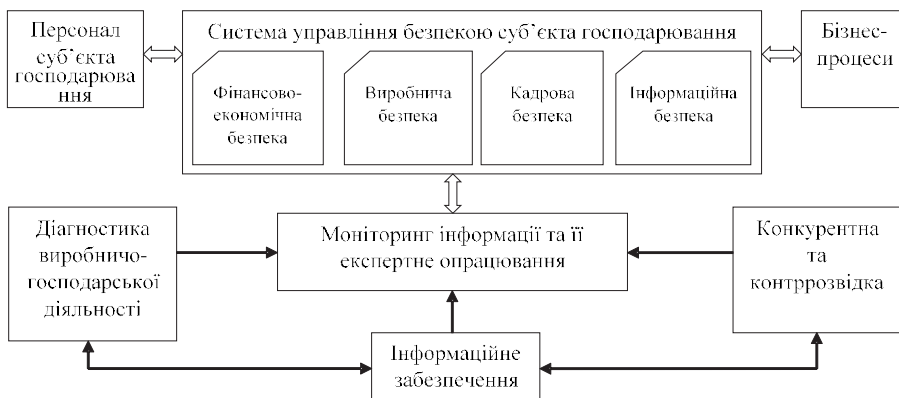 Персонал
суб’єкта
господарюва
ння
Система управління безпекою суб’єкта господарювання
Фінансово-
економічна
безпека
Виробнича
безпека
Кадрова
безпека
Інформаційна
безпека
Бізнес-
процеси
Діагностика
виробничо-
господарської
діяльності
Моніторинг інформації та її
експертне опрацювання
Конкурентна
та
контррозвідка
Інформаційне
забезпечення